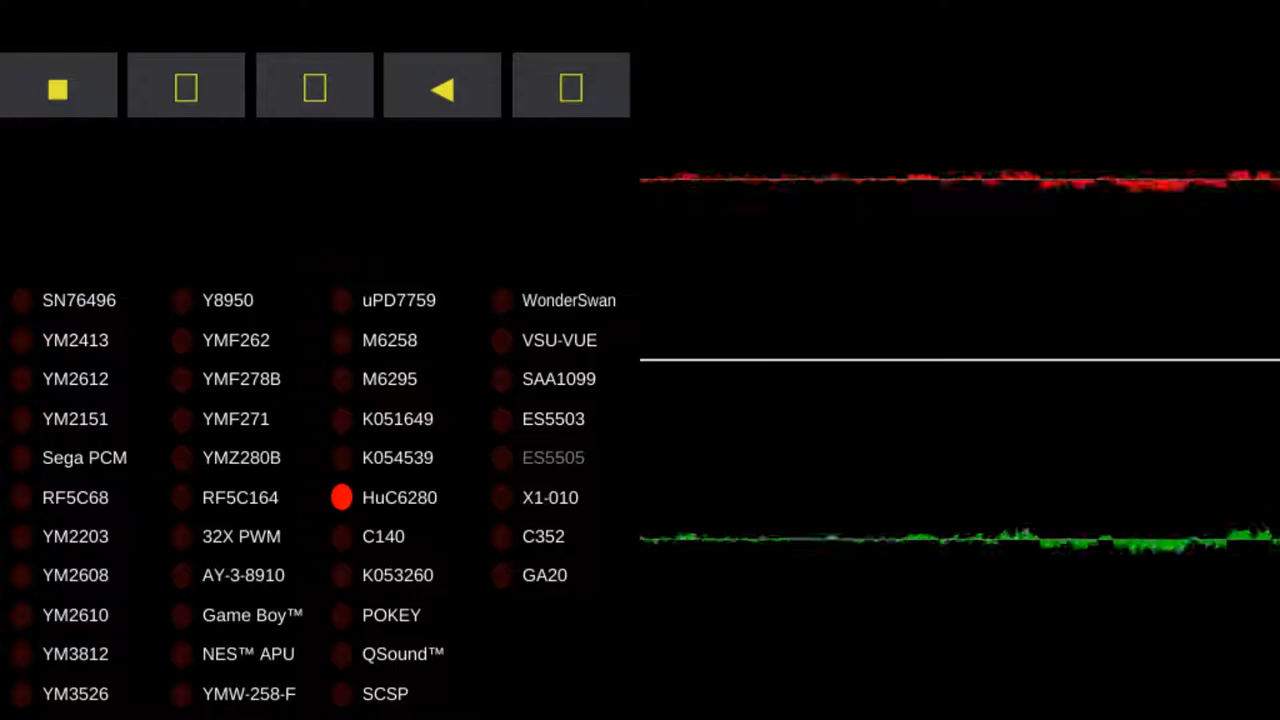 SN76496 Y8950 uPD7759 WonderSwan
YM2413 YMF262 M6258 VSU-VUE
YM2612 YMF278B M6295 SAA1099
YM2151 YMF271 K051649 ES5503
Sega PCM YMZ280B K054539 ES5505
RF5C68 RF5C164 HuC6280 X1-010
YM2203 32X PWM C140 C352
YM2608 AY-3-8910 K053260 GA20
YM2610 Game Boy™ POKEY
YM3812 NES™ APU QSound™
YM3526 YMW-258-F SCSP